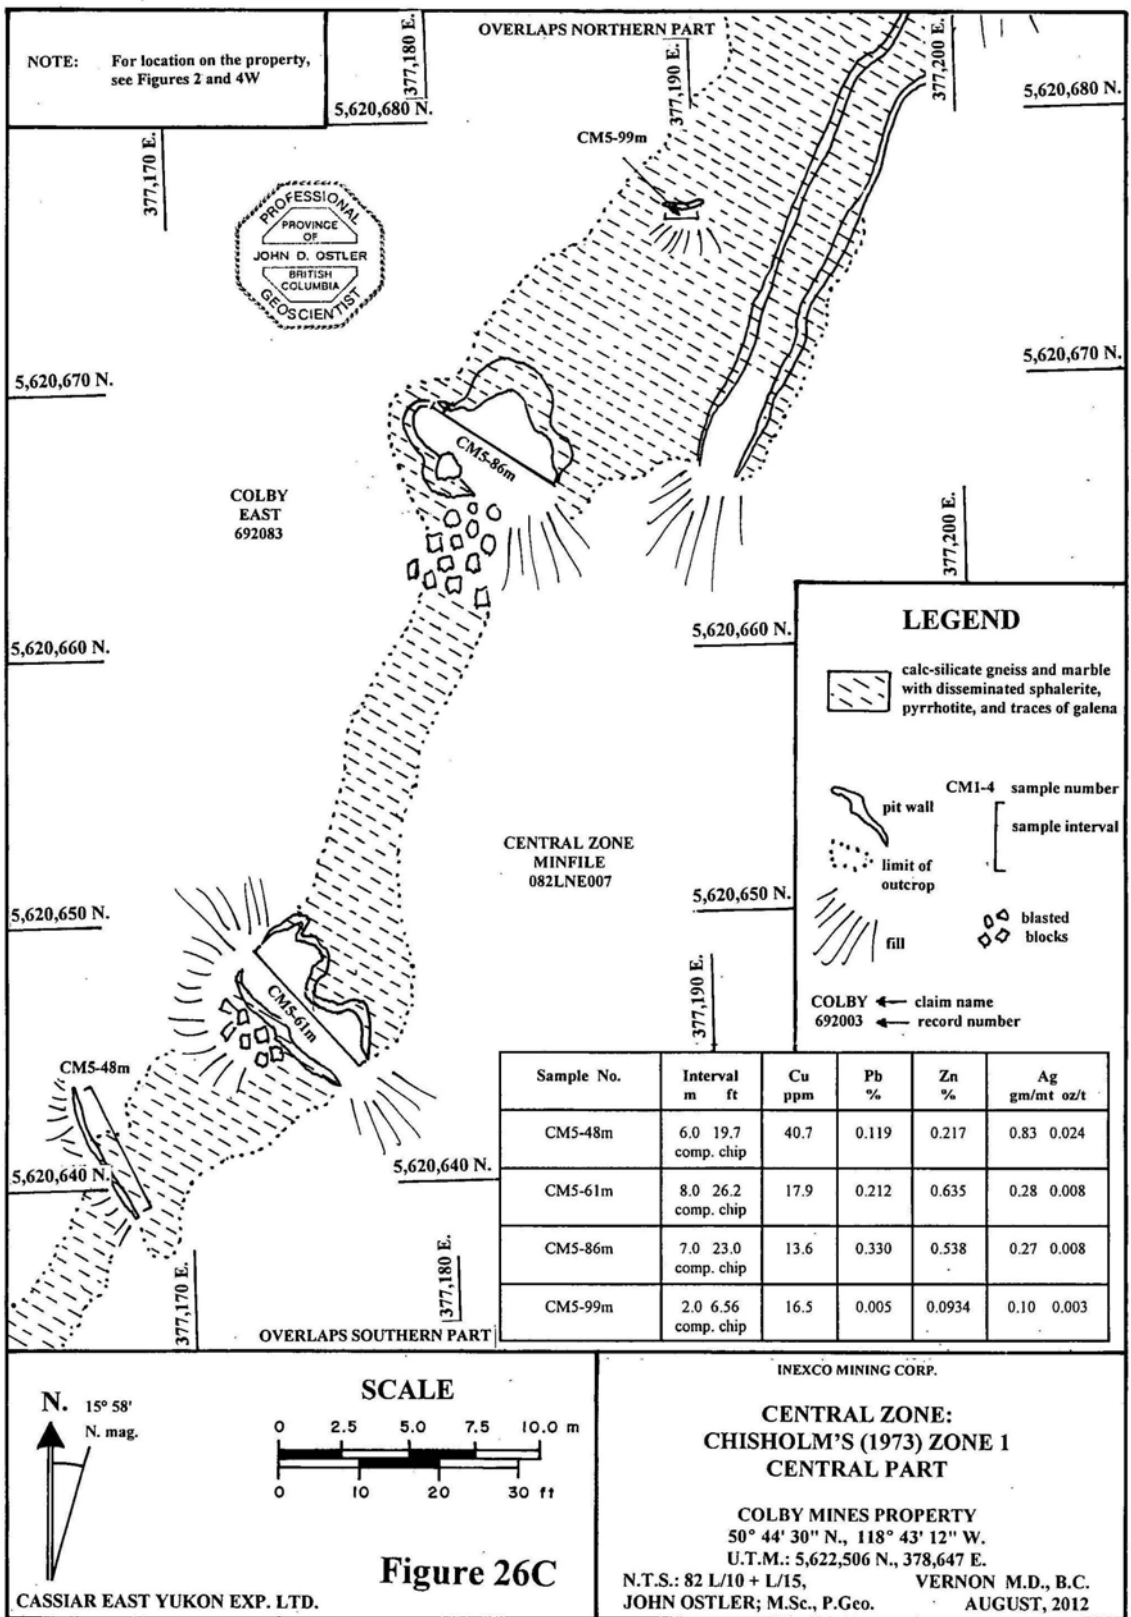 NOTE: For location on the property,
see Figures 2 and 4W
OVERLAPS NORTHERN PART
377,180 E.
377,190 E.
377,200 E.
5,620,680 N.
5,620,680 N.
377,170 E.
CM5-99m
PROFESSIONAL
PROVINCE
OF
JOHN D. OSTLER
BRITISH
COLUMBIA
GEOSCIENTIST
5,620,670 N.
5,620,670 N.
CM5-86m
COLBY
EAST
692083
377,200 E.
5,620,660 N.
5,620,660 N.
LEGEND
calc-silicate gneiss and marble
with disseminated sphalerite,
pyrrhotite, and traces of galena
pit wall
CM1-4 sample number
sample interval
limit of
outcrop
fill
blasted
blocks
COLBY claim name
692003 record number
CENTRAL ZONE
MINFILE
082LNE007
5,620,650 N.
5,620,650 N.
377,190 E.
CM5-61m
CM5-48m
5,620,640 N.
5,620,640 N.
377,170 E.
377,180 E.
OVERLAPS SOUTHERN PART
Sample No. Interval Cu Pb Zn Ag
m ft ppm % % gm/mt oz/t
CM5-48m 6.0 19.7 40.7 0.119 0.217 0.83 0.024
comp. chip
CM5-61m 8.0 26.2 17.9 0.212 0.635 0.28 0.008
comp. chip
CM5-86m 7.0 23.0 13.6 0.330 0.538 0.27 0.008
comp. chip
CM5-99m 2.0 6.56 16.5 0.005 0.0934 0.10 0.003
comp. chip
N. 15° 58'
N. mag.
SCALE
0 2.5 5.0 7.5 10.0 m
0 10 20 30 ft
Figure 26C
CASSIAR EAST YUKON EXP. LTD.
INEXCO MINING CORP.
CENTRAL ZONE:
CHISHOLM'S (1973) ZONE 1
CENTRAL PART
COLBY MINES PROPERTY
50° 44' 30" N., 118° 43' 12" W.
U.T.M.: 5,622,506 N., 378,647 E.
N.T.S.: 82 L/10 + L/15, VERNON M.D., B.C.
JOHN OSTLER; M.Sc., P.Geo. AUGUST, 2012